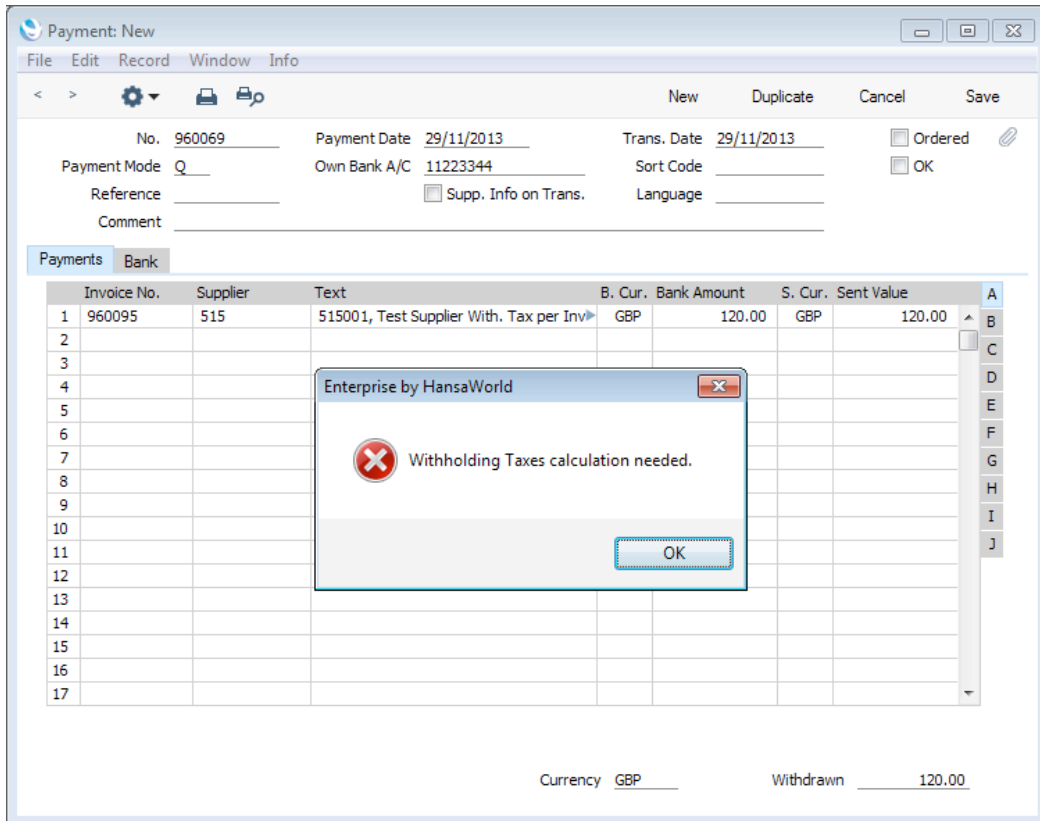 Payment: New
File Edit Record Window Info
< > New Duplicate Cancel Save
No. 960069 Payment Date 29/11/2013 Trans. Date 29/11/2013 Ordered
Payment Mode Q Own Bank A/C 11223344 Sort Code OK
Reference Supp. Info on Trans. Language
Comment
Payments Bank
Invoice No. Supplier Text B. Cur. Bank Amount S. Cur. Sent Value A
1 960095 515 515001, Test Supplier With. Tax per Inv GBP 120.00 GBP 120.00
B
2
C
3
D
4
Enterprise by HansaWorld
E
5
F
6
G
7 Withholding Taxes calculation needed.
H
8
I
9
J
10
11 OK
12
13
14
15
16
17
Currency GBP Withdrawn 120.00